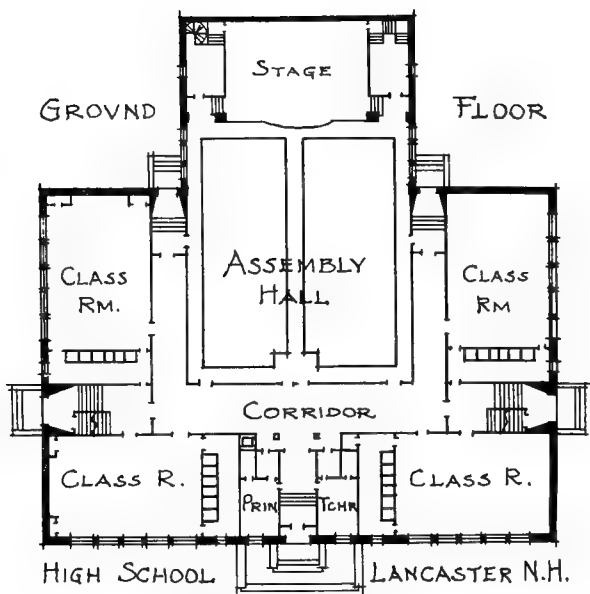 STAGE
GROVND FLOOR
CLASS RM.
ASSEMBLY HALL
CLASS RM
CORRIDOR
CLASS R.
PRIN
TCHR
CLASS R.
HIGH SCHOOL LANCASTER N.H.